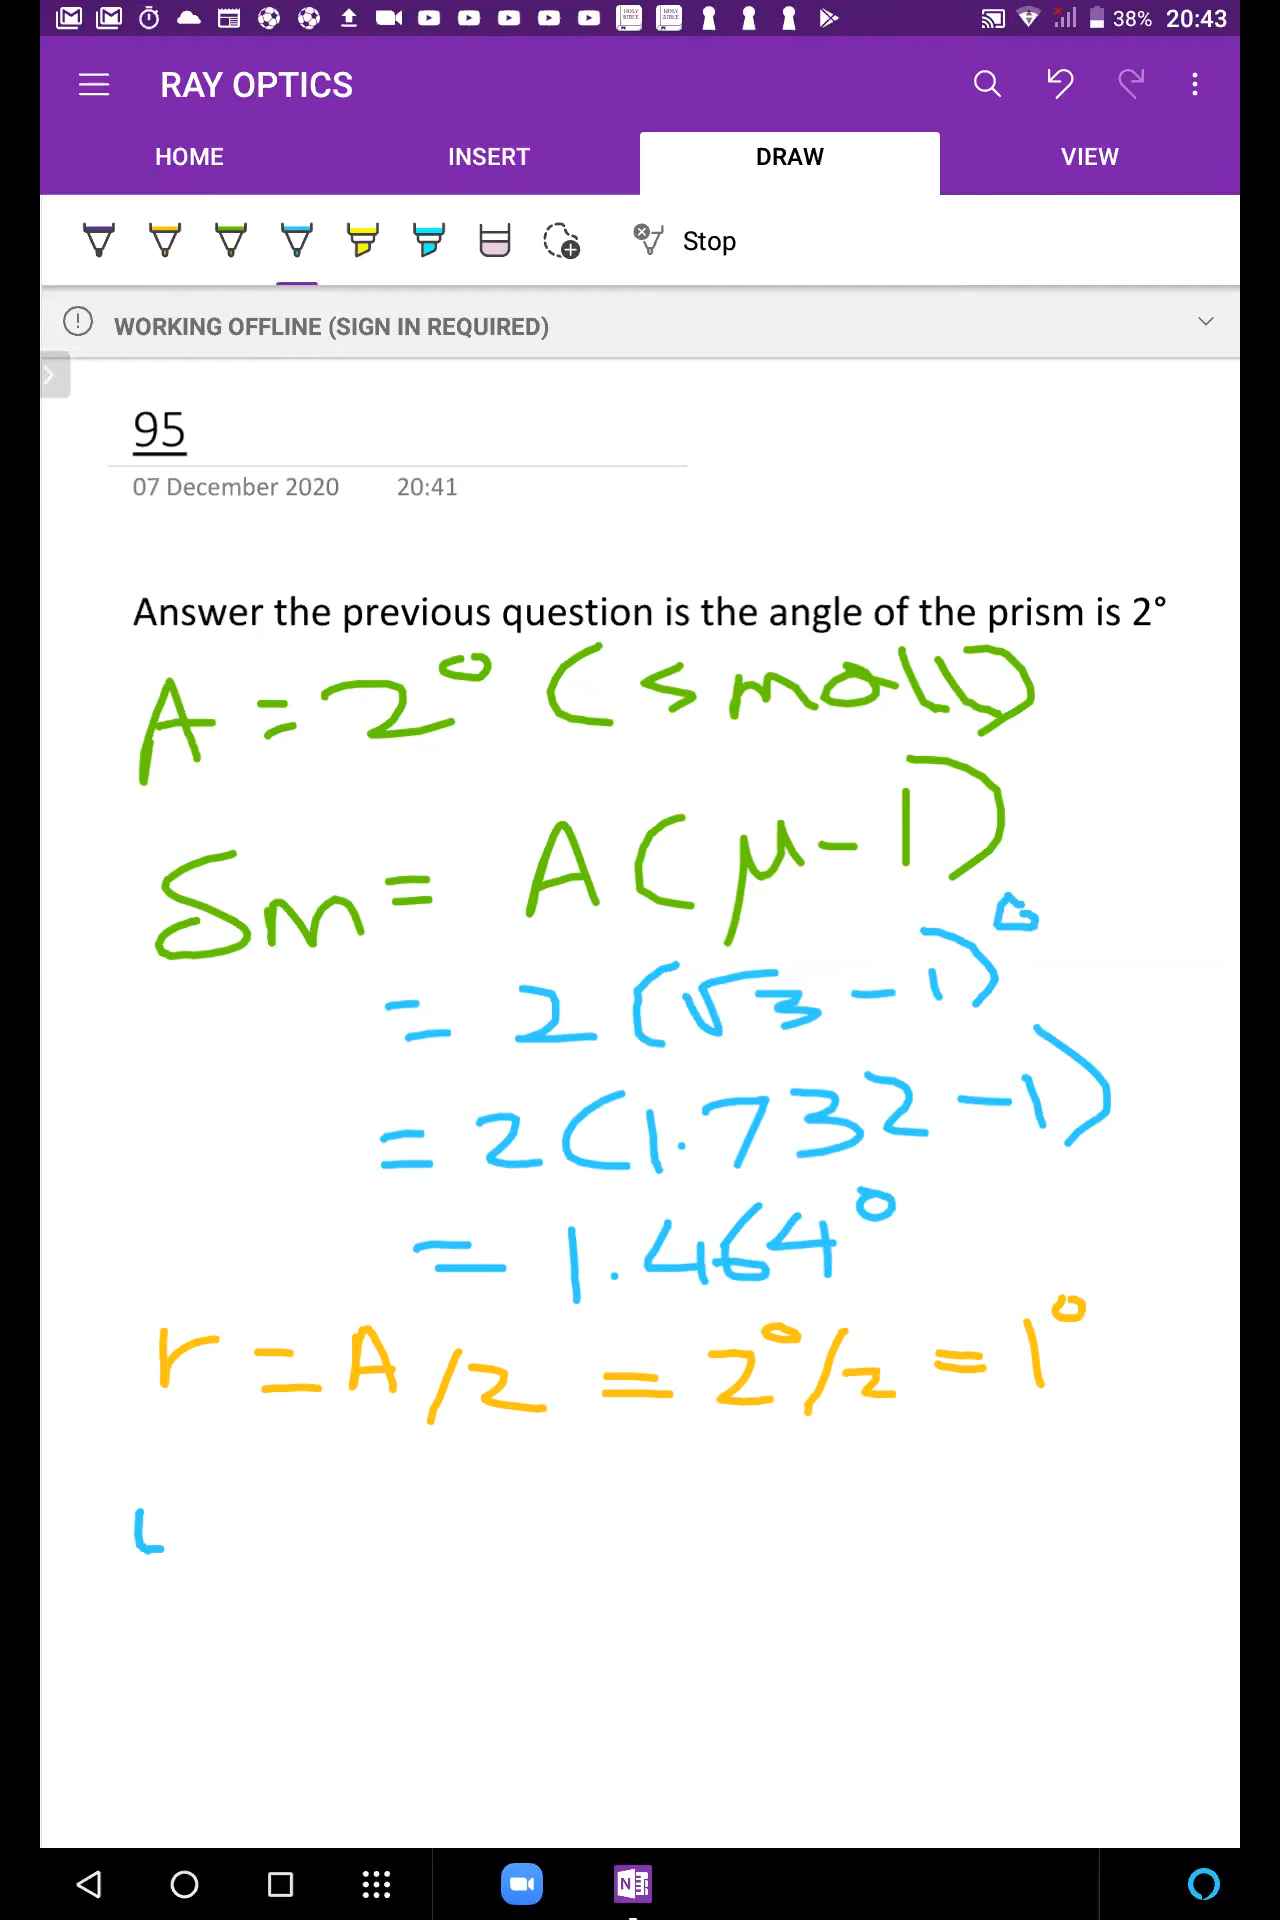 38% 20:43
RAY OPTICS
HOME INSERT DRAW VIEW
Stop
WORKING OFFLINE (SIGN IN REQUIRED)
95
07 December 2020 20:41
Answer the previous question is the angle of the prism is 2°
A = 2° (small)
δm = A(μ-1)
= 2(√3-1)°
= 2(1.732-1)
= 1.464°
r = A/2 = 2°/2 = 1°